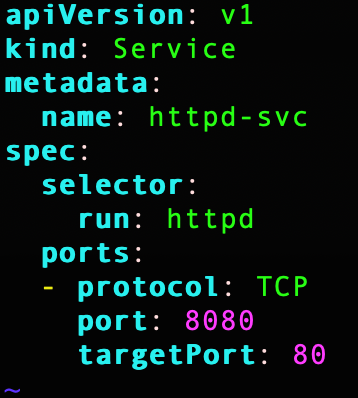 apiVersion: v1
kind: Service
metadata:
  name: httpd-svc
spec:
  selector:
    run: httpd
  ports:
  - protocol: TCP
    port: 8080
    targetPort: 80
~